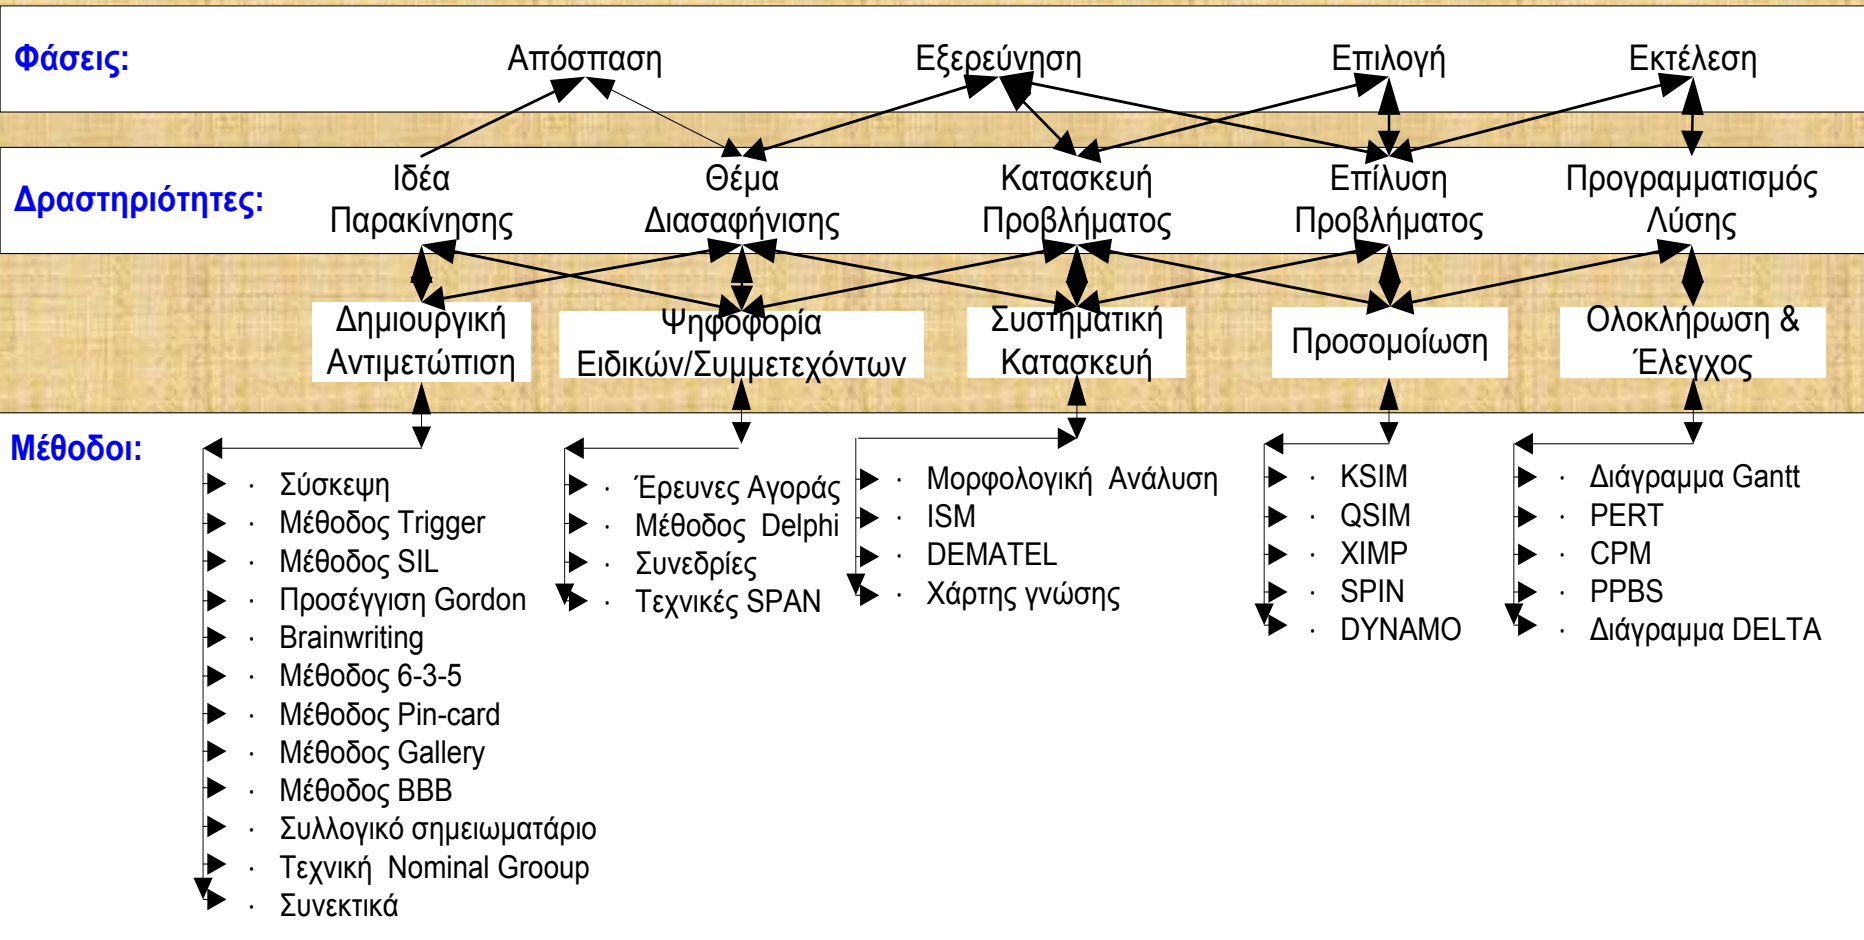 Φάσεις:
Απόσπαση
Εξερεύνηση
Επιλογή
Εκτέλεση
Δραστηριότητες:
Ιδέα
Παρακίνησης
Θέμα
Διασαφήνισης
Κατασκευή
Προβλήματος
Επίλυση
Προβλήματος
Προγραμματισμός
Λύσης
Δημιουργική
Αντιμετώπιση
Ψηφοφορία
Ειδικών/Συμμετεχόντων
Συστηματική
Κατασκευή
Προσομοίωση
Ολοκλήρωση &
Έλεγχος
Μέθοδοι:
· Σύσκεψη
· Μέθοδος Trigger
· Μέθοδος SIL
· Προσέγγιση Gordon
· Brainwriting
· Μέθοδος 6-3-5
· Μέθοδος Pin-card
· Μέθοδος Gallery
· Μέθοδος BBB
· Συλλογικό σημειωματάριο
· Τεχνική Nominal Grooup
· Συνεκτικά
· Έρευνες Αγοράς
· Μέθοδος Delphi
· Συνεδρίες
· Τεχνικές SPAN
· Μορφολογική Ανάλυση
· ISM
· DEMATEL
· Χάρτης γνώσης
· KSIM
· QSIM
· XIMP
· SPIN
· DYNAMO
· Διάγραμμα Gantt
· PERT
· CPM
· PPBS
· Διάγραμμα DELTA